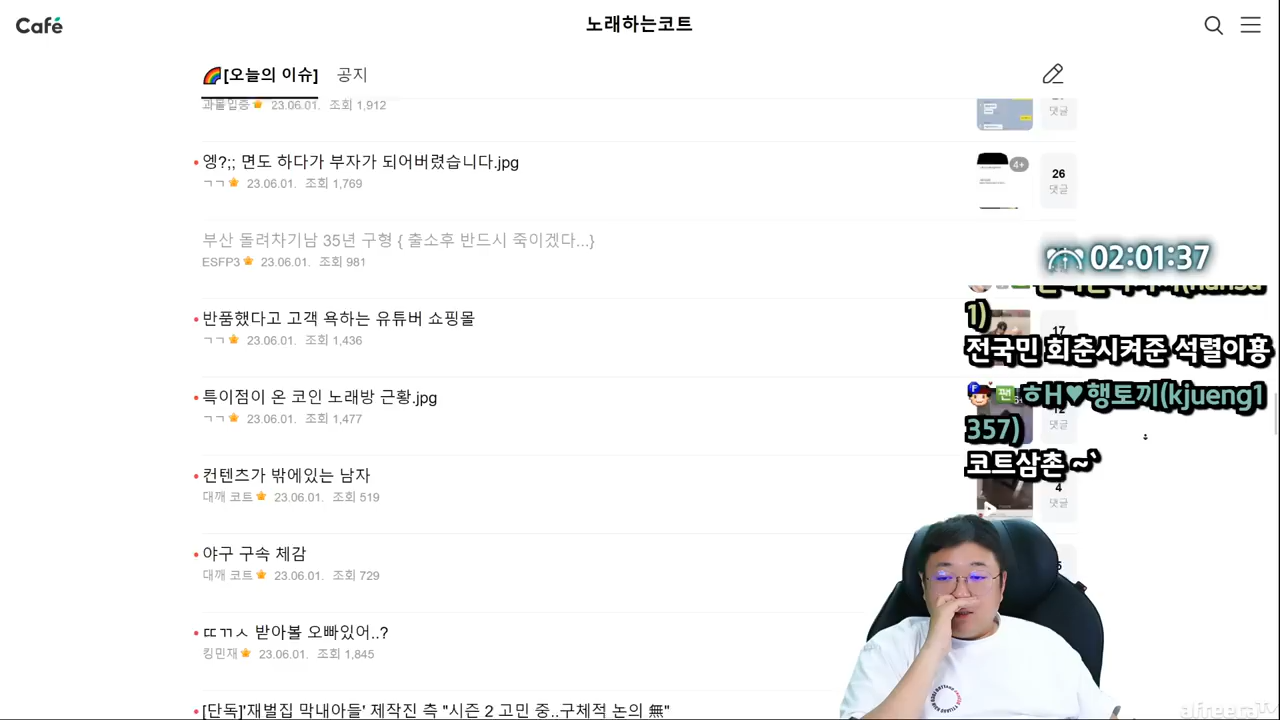 Café
노래하는코트
[오늘의 이슈] 공지
과몰입중 23.06.01. 조회 1,912
댓글
엥?;; 면도 하다가 부자가 되어버렸습니다.jpg
ㄱㄱ 23.06.01. 조회 1,769
4+
26
댓글
부산 돌려차기남 35년 구형 { 출소후 반드시 죽이겠다...}
ESFP3 23.06.01. 조회 981
02:01:37
반품했다고 고객 욕하는 유튜버 쇼핑몰
ㄱㄱ 23.06.01. 조회 1,436
17
1)
전국민 회춘시켜준 석렬이횽
특이점이 온 코인 노래방 근황.jpg
ㄱㄱ 23.06.01. 조회 1,477
12
댓글
F 팬 ㅎH♥행토끼(kjueng1
357)
코트삼촌 ~`
컨텐츠가 밖에있는 남자
대깨 코트 23.06.01. 조회 519
4
댓글
야구 구속 체감
대깨 코트 23.06.01. 조회 729
ㄸㄲㅅ 받아볼 오빠있어..?
킹민재 23.06.01. 조회 1,845
[단독]'재벌집 막내아들' 제작진 측 "시즌 2 고민 중..구체적 논의 無"
afreecaTV